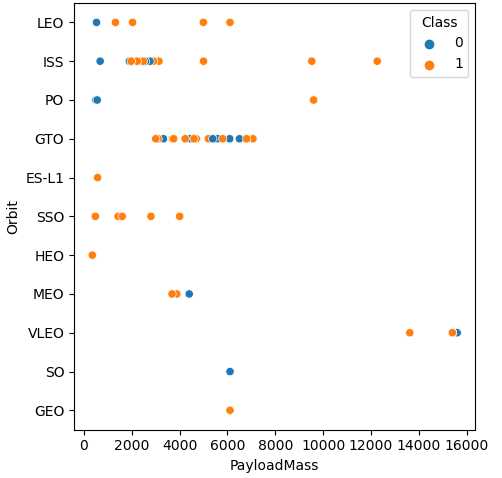 Class
0
1
LEO
ISS
PO
GTO
ES-L1
SSO
HEO
MEO
VLEO
SO
GEO
Orbit
0 2000 4000 6000 8000 10000 12000 14000 16000
PayloadMass